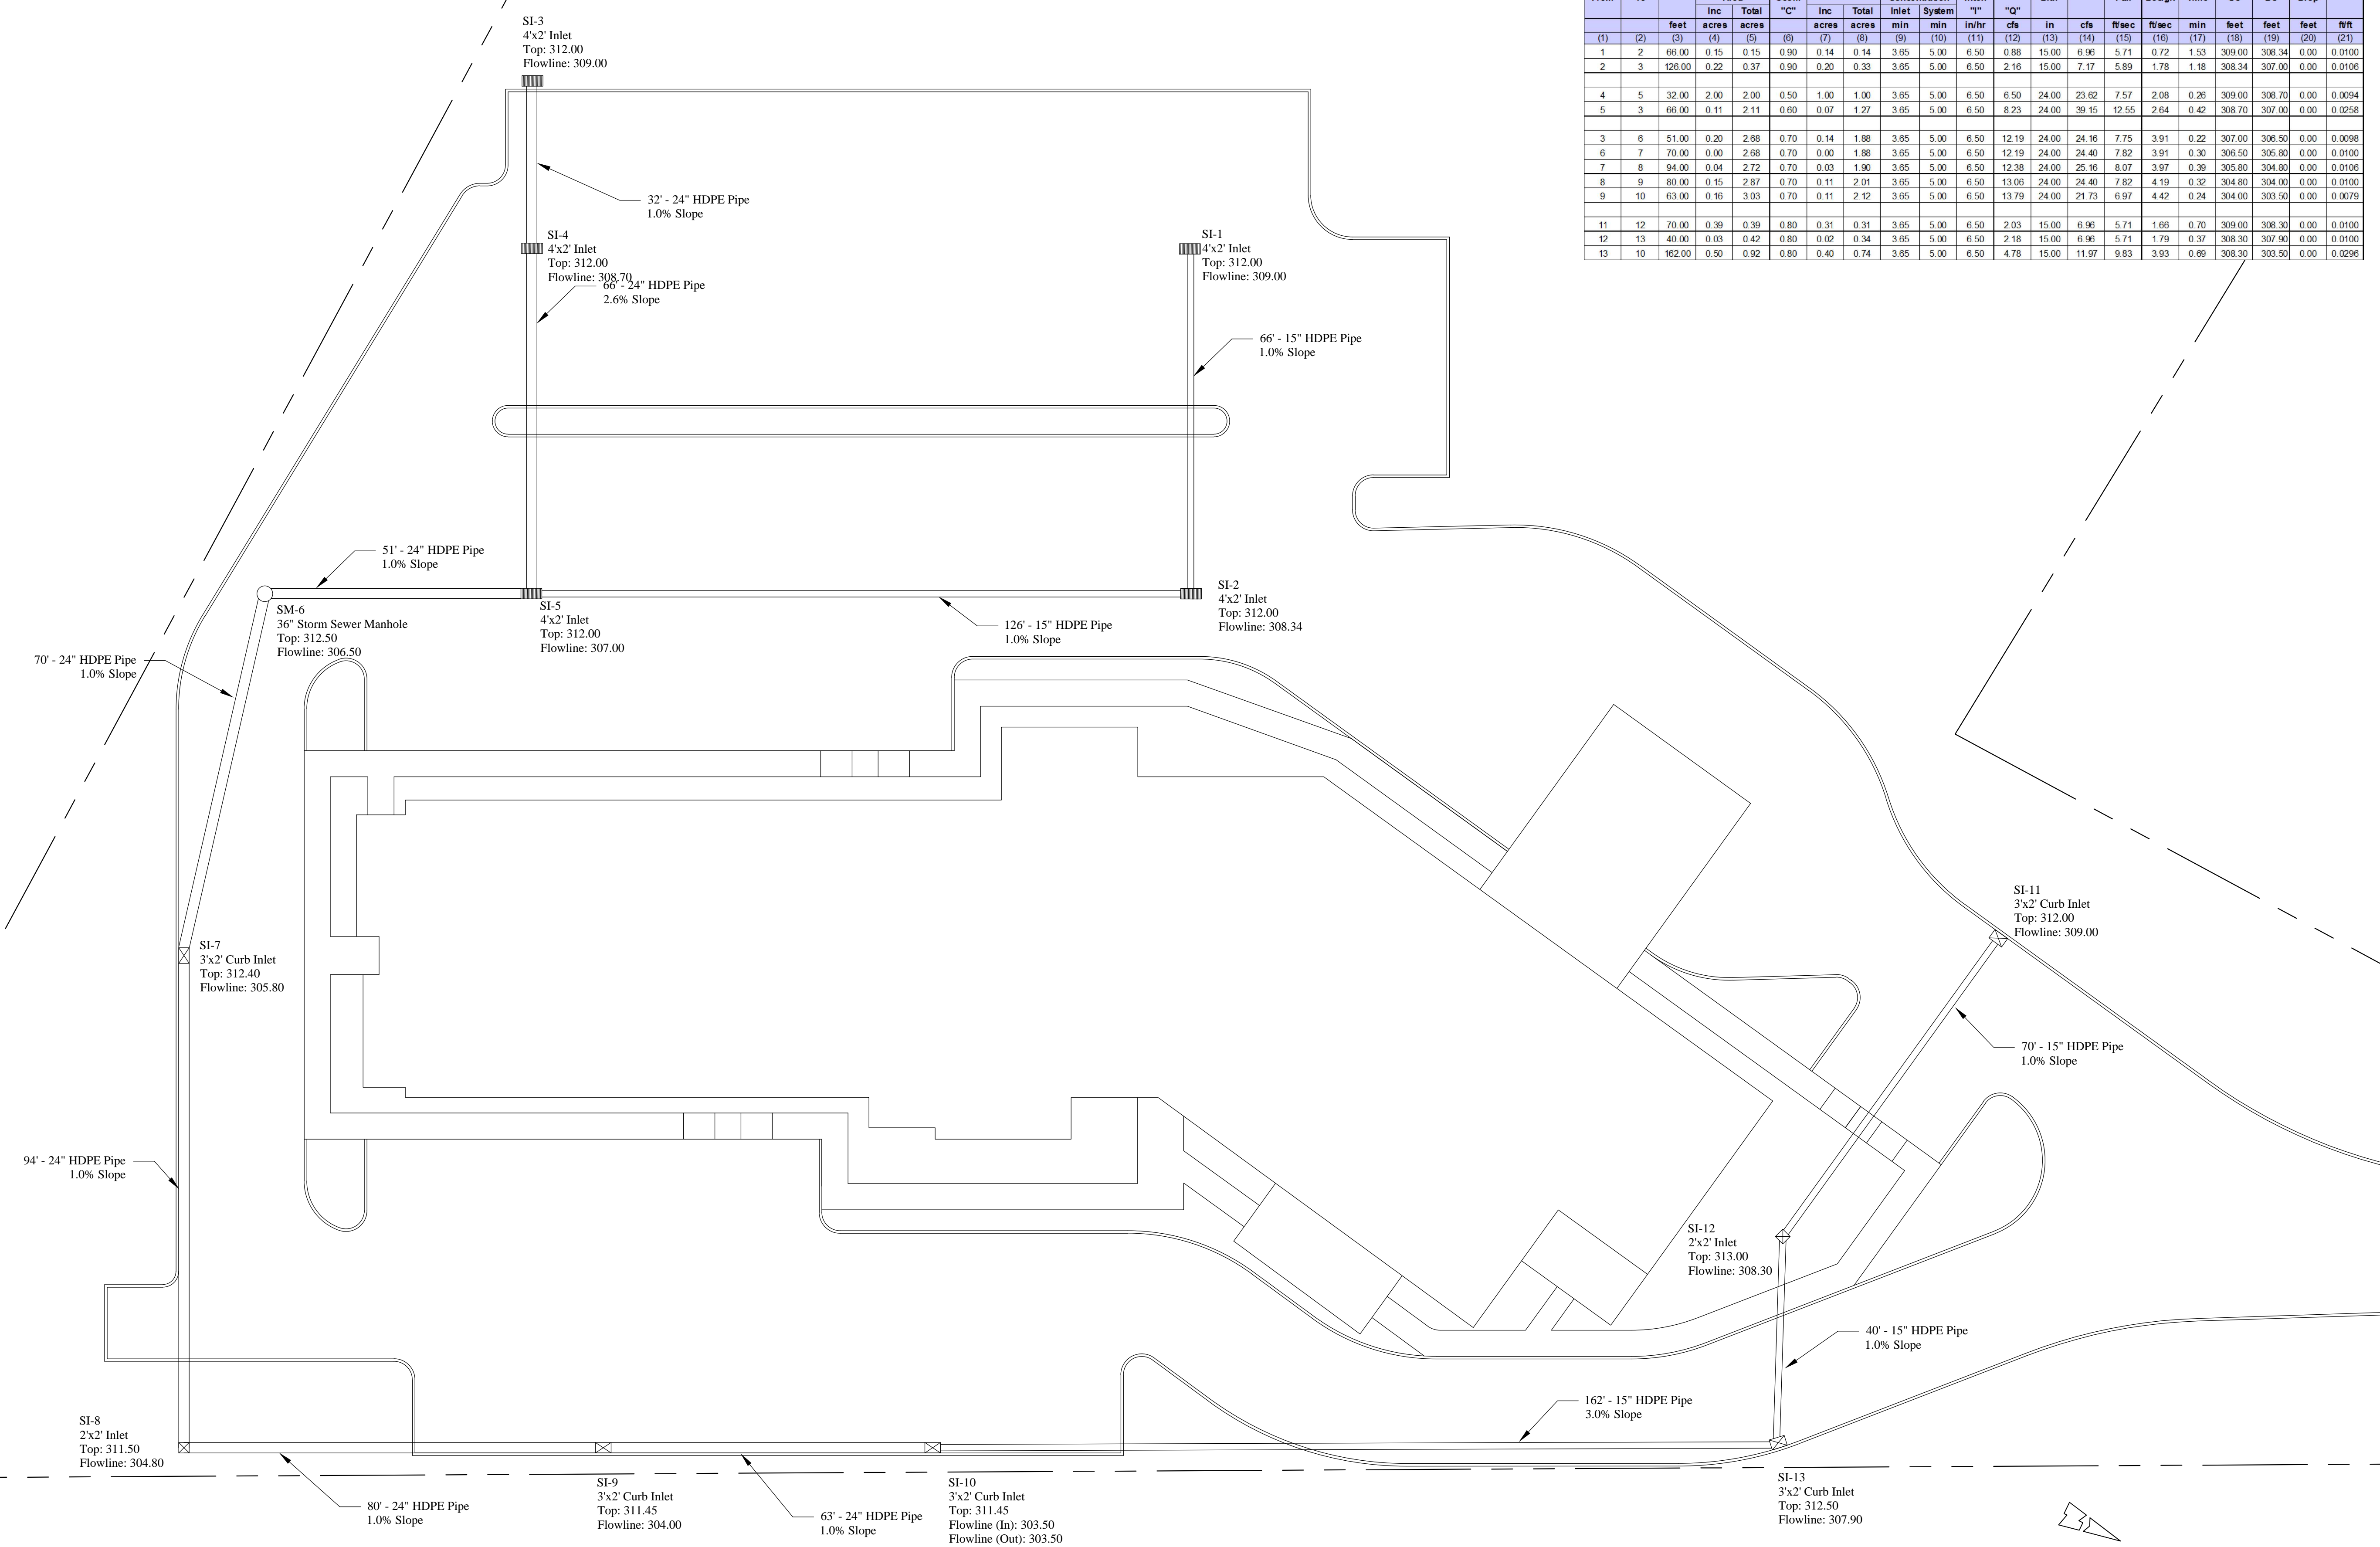 Inc Total "C" Inc Total Inlet System "I" "Q"
feet acres acres acres acres min min in/hr cfs in cfs ft/sec ft/sec min feet feet feet ft/ft
(1) (2) (3) (4) (5) (6) (7) (8) (9) (10) (11) (12) (13) (14) (15) (16) (17) (18) (19) (20) (21)
1 2 66.00 0.15 0.15 0.90 0.14 0.14 3.65 5.00 6.50 0.88 15.00 6.96 5.71 0.72 1.53 309.00 308.34 0.00 0.0100
2 3 126.00 0.22 0.37 0.90 0.20 0.33 3.65 5.00 6.50 2.16 15.00 7.17 5.89 1.78 1.18 308.34 307.00 0.00 0.0106
4 5 32.00 2.00 2.00 0.50 1.00 1.00 3.65 5.00 6.50 6.50 24.00 23.62 7.57 2.08 0.26 309.00 308.70 0.00 0.0094
5 3 66.00 0.11 2.11 0.60 0.07 1.27 3.65 5.00 6.50 8.23 24.00 39.15 12.55 2.64 0.42 308.70 307.00 0.00 0.0258
3 6 51.00 0.20 2.68 0.70 0.14 1.88 3.65 5.00 6.50 12.19 24.00 24.16 7.75 3.91 0.22 307.00 306.50 0.00 0.0098
6 7 70.00 0.00 2.68 0.70 0.00 1.88 3.65 5.00 6.50 12.19 24.00 24.40 7.82 3.91 0.30 306.50 305.80 0.00 0.0100
7 8 94.00 0.04 2.72 0.70 0.03 1.90 3.65 5.00 6.50 12.38 24.00 25.16 8.07 3.97 0.39 305.80 304.80 0.00 0.0106
8 9 80.00 0.15 2.87 0.70 0.11 2.01 3.65 5.00 6.50 13.06 24.00 24.40 7.82 4.19 0.32 304.80 304.00 0.00 0.0100
9 10 63.00 0.16 3.03 0.70 0.11 2.12 3.65 5.00 6.50 13.79 24.00 21.73 6.97 4.42 0.24 304.00 303.50 0.00 0.0079
11 12 70.00 0.39 0.39 0.80 0.31 0.31 3.65 5.00 6.50 2.03 15.00 6.96 5.71 1.66 0.70 309.00 308.30 0.00 0.0100
12 13 40.00 0.03 0.42 0.80 0.02 0.34 3.65 5.00 6.50 2.18 15.00 6.96 5.71 1.79 0.37 308.30 307.90 0.00 0.0100
13 10 162.00 0.50 0.92 0.80 0.40 0.74 3.65 5.00 6.50 4.78 15.00 11.97 9.83 3.93 0.69 308.30 303.50 0.00 0.0296
SI-3
4'x2' Inlet
Top: 312.00
Flowline: 309.00
32' - 24" HDPE Pipe
1.0% Slope
SI-4
4'x2' Inlet
Top: 312.00
Flowline: 308.70
66' - 24" HDPE Pipe
2.6% Slope
SI-1
4'x2' Inlet
Top: 312.00
Flowline: 309.00
66' - 15" HDPE Pipe
1.0% Slope
51' - 24" HDPE Pipe
1.0% Slope
SM-6
36" Storm Sewer Manhole
Top: 312.50
Flowline: 306.50
SI-5
4'x2' Inlet
Top: 312.00
Flowline: 307.00
126' - 15" HDPE Pipe
1.0% Slope
SI-2
4'x2' Inlet
Top: 312.00
Flowline: 308.34
70' - 24" HDPE Pipe
1.0% Slope
SI-7
3'x2' Curb Inlet
Top: 312.40
Flowline: 305.80
SI-11
3'x2' Curb Inlet
Top: 312.00
Flowline: 309.00
70' - 15" HDPE Pipe
1.0% Slope
94' - 24" HDPE Pipe
1.0% Slope
SI-12
2'x2' Inlet
Top: 313.00
Flowline: 308.30
40' - 15" HDPE Pipe
1.0% Slope
162' - 15" HDPE Pipe
3.0% Slope
SI-8
2'x2' Inlet
Top: 311.50
Flowline: 304.80
80' - 24" HDPE Pipe
1.0% Slope
SI-9
3'x2' Curb Inlet
Top: 311.45
Flowline: 304.00
63' - 24" HDPE Pipe
1.0% Slope
SI-10
3'x2' Curb Inlet
Top: 311.45
Flowline (In): 303.50
Flowline (Out): 303.50
SI-13
3'x2' Curb Inlet
Top: 312.50
Flowline: 307.90